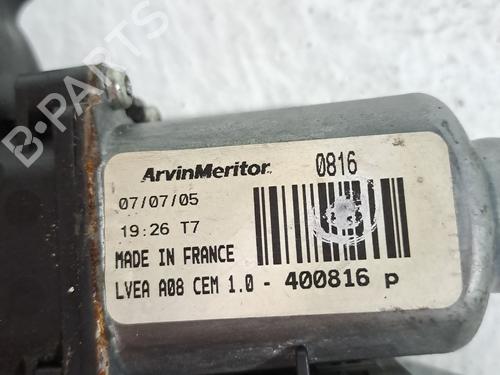 B-PARTS
ArvinMeritor 0816
07/07/05
19:26 T7
MADE IN FRANCE
LVEA A08 CEM 1.0 - 400816 p